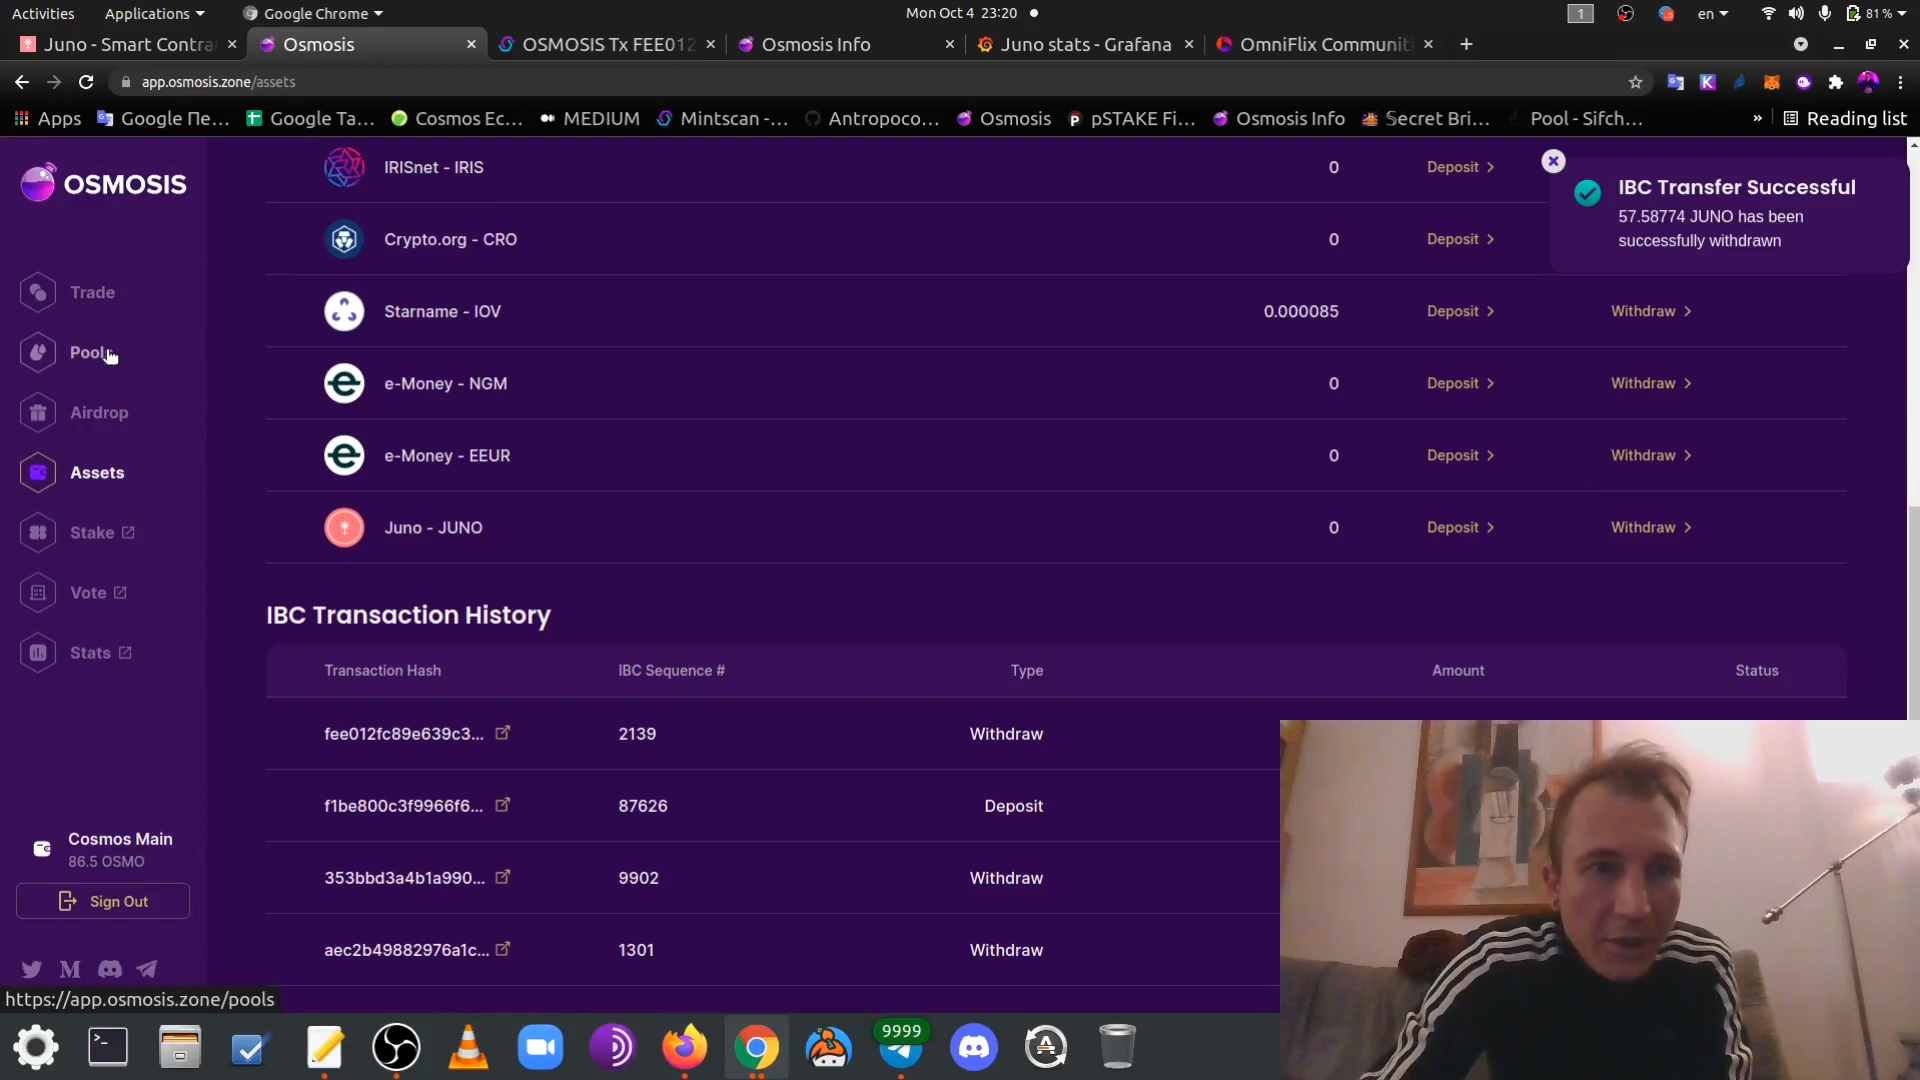 Activities Applications Google Chrome Mon Oct 4 23:20 1 en 81 %
Juno - Smart Contra Osmosis OSMOSIS Tx FEE012 Osmosis Info Juno stats - Grafana OmniFlix Communit
app.osmosis.zone/assets
Apps Google Пе... Google Ta... Cosmos Ec... MEDIUM Mintscan -... Antropoco... Osmosis pSTAKE Fi... Osmosis Info Secret Bri... Pool - Sifch... » Reading list
OSMOSIS
Trade
Pools
Airdrop
Assets
Stake
Vote
Stats
Cosmos Main
86.5 OSMO
Sign Out
https://app.osmosis.zone/pools
IRISnet - IRIS 0 Deposit
Crypto.org - CRO 0 Deposit
Starname - IOV 0.000085 Deposit Withdraw
e-Money - NGM 0 Deposit Withdraw
e-Money - EEUR 0 Deposit Withdraw
Juno - JUNO 0 Deposit Withdraw
IBC Transfer Successful
57.58774 JUNO has been
successfully withdrawn
IBC Transaction History
Transaction Hash IBC Sequence # Type Amount Status
fee012fc89e639c3... 2139 Withdraw
f1be800c3f9966f6... 87626 Deposit
353bbd3a4b1a990... 9902 Withdraw
aec2b49882976a1c... 1301 Withdraw
9999